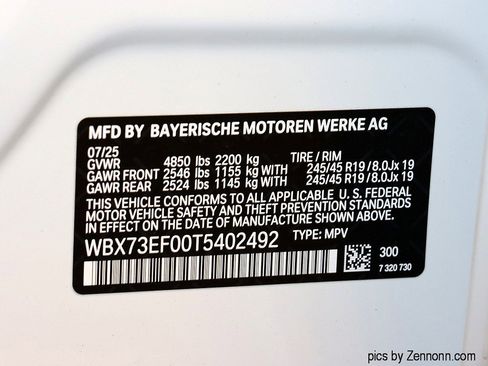 MFD BY BAYERISCHE MOTOREN WERKE AG
07/25
GVWR 4850 lbs 2200 kg TIRE / RIM
GAWR FRONT 2546 lbs 1155 kg WITH 245/45 R19 / 8.0Jx 19
GAWR REAR 2524 lbs 1145 kg WITH 245/45 R19 / 8.0Jx 19
THIS VEHICLE CONFORMS TO ALL APPLICABLE U. S. FEDERAL
MOTOR VEHICLE SAFETY AND THEFT PREVENTION STANDARDS
IN EFFECT ON THE DATE OF MANUFACTURE SHOWN ABOVE.
WBX73EF00T5402492 TYPE: MPV
300
7 320 730
pics by Zennonn.com